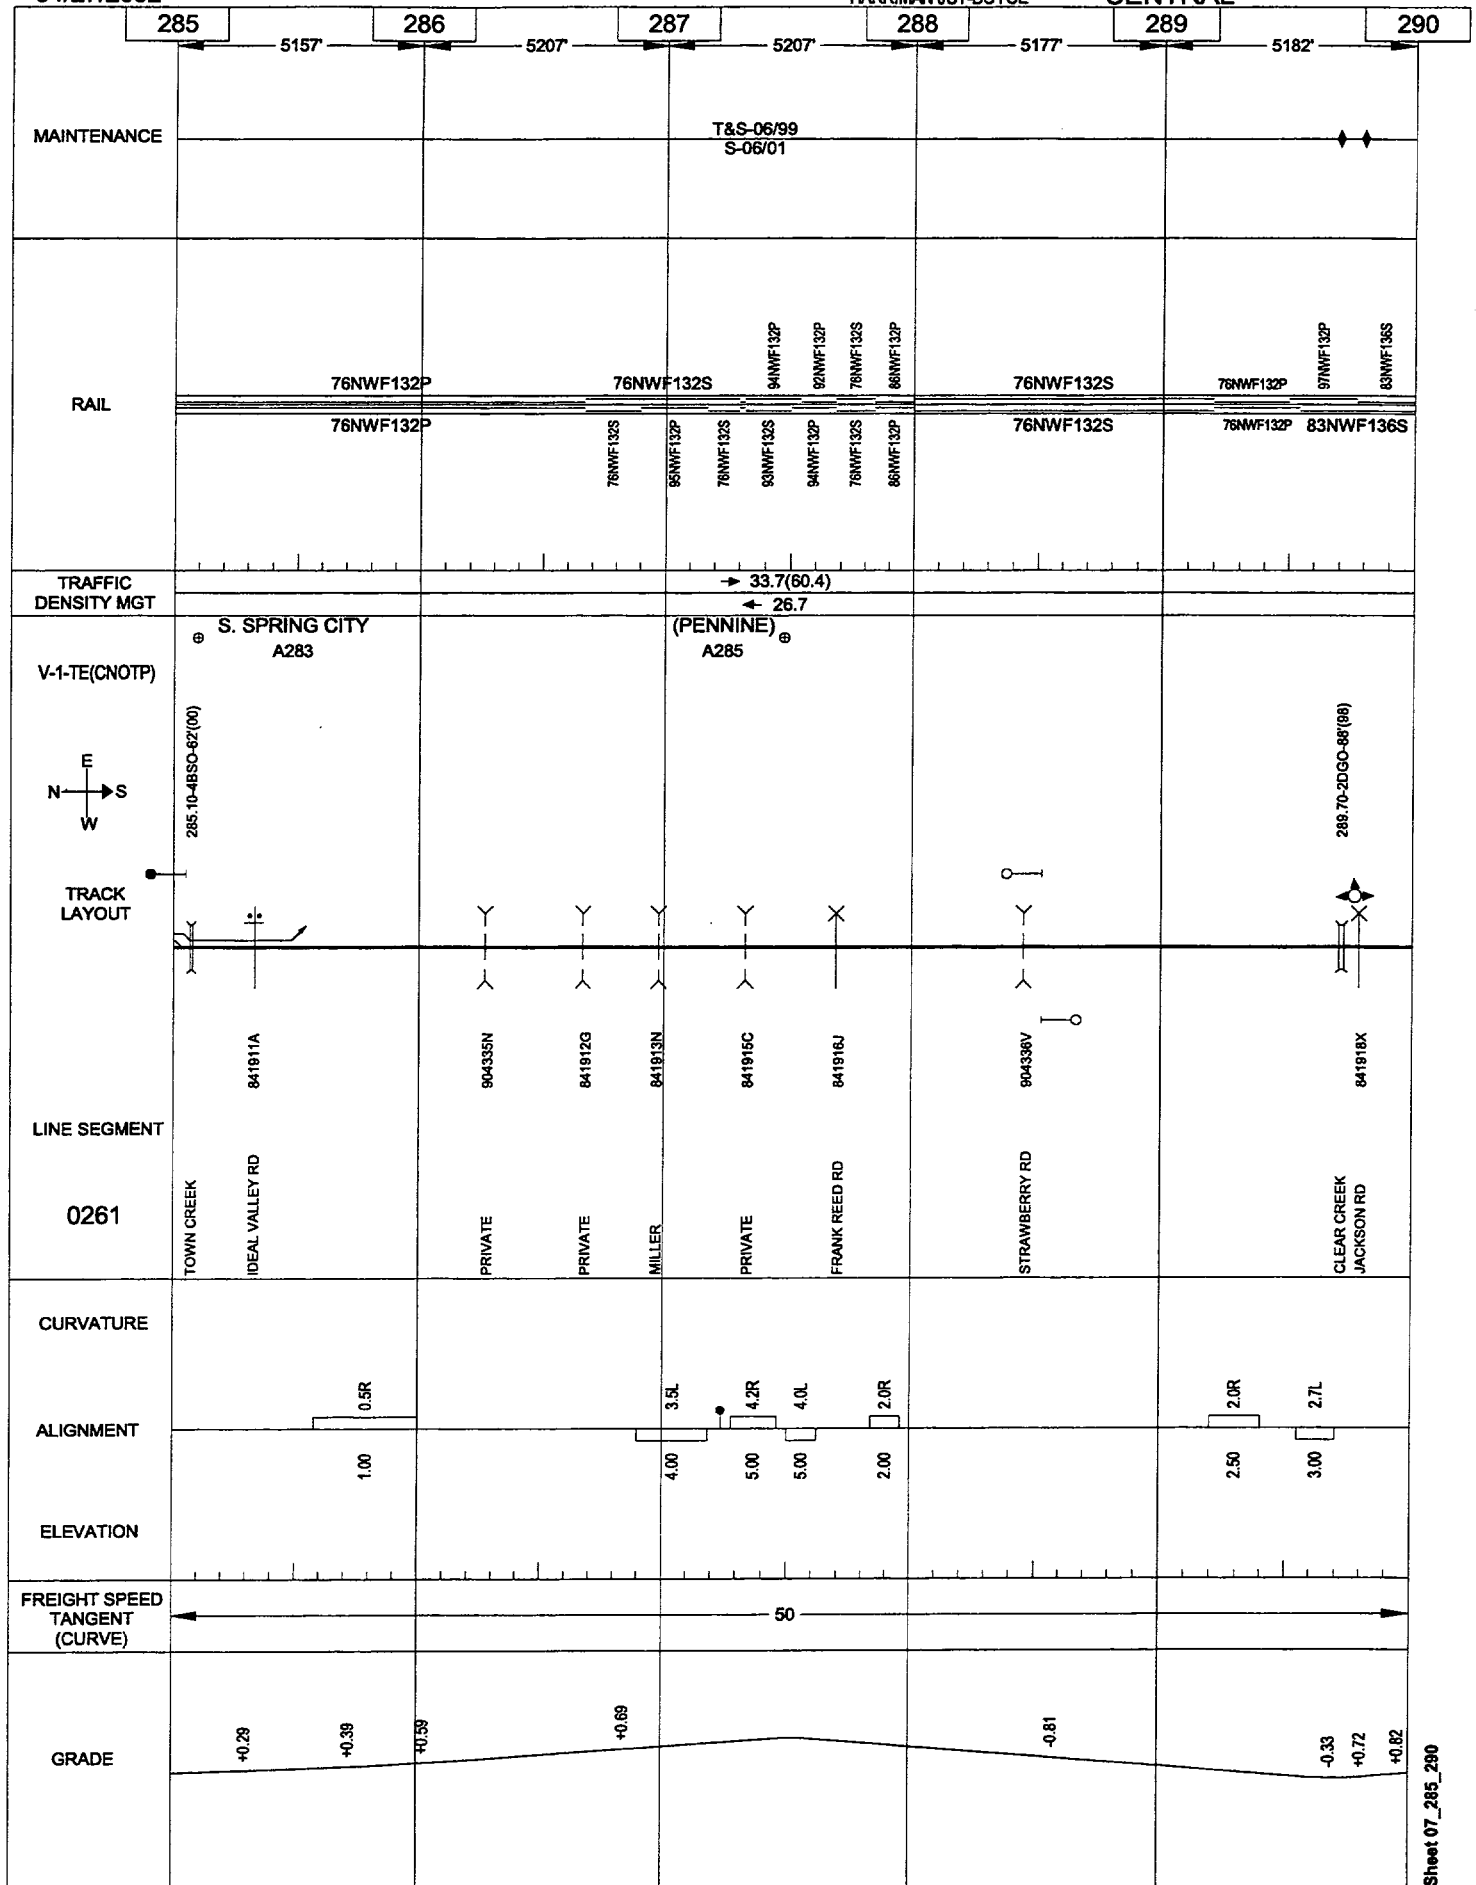 285 286 287 288 289 290
5157' 5207' 5207' 5177' 5182'
MAINTENANCE
T&S-06/99
S-06/01
94NWF132P 92NWF132P 76NWF132S 86NWF132P 97NWF132P 83NWF136S
76NWF132P 76NWF132S 76NWF132S 76NWF132P
RAIL
76NWF132P 76NWF132S 76NWF132P 83NWF136S
76NWF132S 95NWF132P 76NWF132S 93NWF132S 94NWF132P 76NWF132S 86NWF132P
TRAFFIC
DENSITY MGT
33.7(60.4)
26.7
S. SPRING CITY (PENNINE)
A283 A285
V-1-TE(CNOTP)
285.10-4BSO-62'(00) 289.70-2DGO-88'(98)
E
N S
W
TRACK
LAYOUT
841911A 904335N 841912G 841913N 841915C 841916J 904336V 841918X
LINE SEGMENT
0261
TOWN CREEK
IDEAL VALLEY RD
PRIVATE
PRIVATE
MILLER
PRIVATE
FRANK REED RD
STRAWBERRY RD
CLEAR CREEK
JACKSON RD
CURVATURE
0.5R 3.5L 4.2R 4.0L 2.0R 2.0R 2.7L
ALIGNMENT
1.00 4.00 5.00 5.00 2.00 2.50 3.00
ELEVATION
FREIGHT SPEED
TANGENT
(CURVE)
50
GRADE
+0.29 +0.39 +0.59 +0.69 -0.81 -0.33 +0.72 +0.82
Sheet 07_285_290